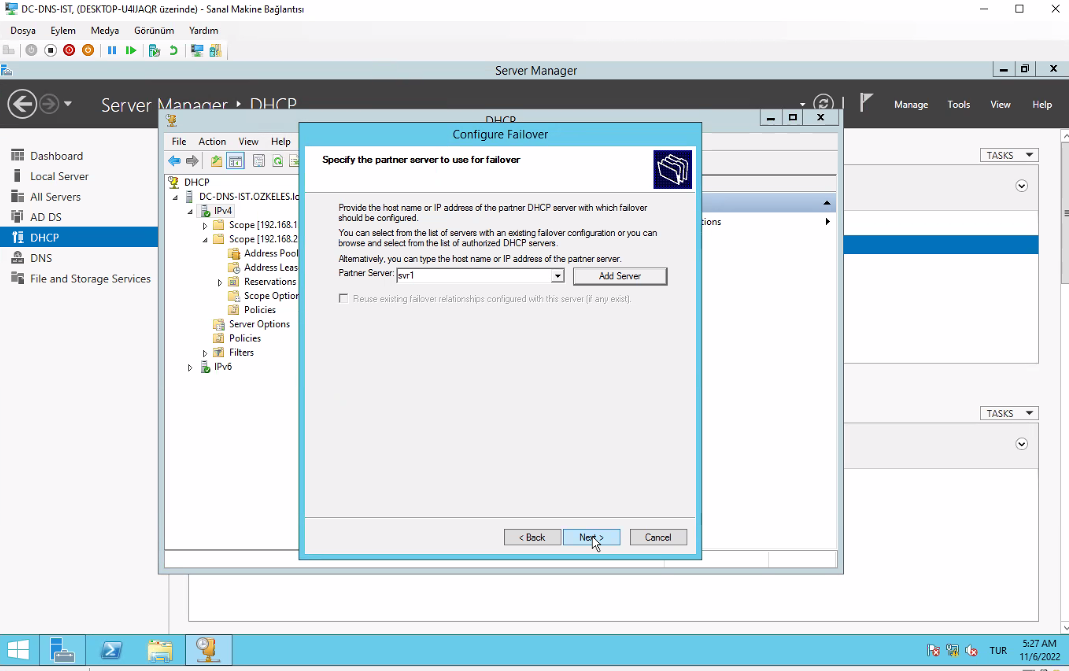 DC-DNS-IST, (DESKTOP-U4IJAQR üzerinde) - Sanal Makine Bağlantısı
Dosya Eylem Medya Görünüm Yardım
Server Manager
Server Manager ‣ DHCP
Manage Tools View Help
Dashboard
Local Server
All Servers
AD DS
DHCP
DNS
File and Storage Services
TASKS
TASKS
DHCP
File Action View Help
DHCP
DC-DNS-IST.OZKELES.lc
IPv4
Scope [192.168.1
Scope [192.168.2
Address Pool
Address Leas
Reservations
Scope Option
Policies
Server Options
Policies
Filters
IPv6
Configure Failover
Specify the partner server to use for failover
Provide the host name or IP address of the partner DHCP server with which failover
should be configured.
You can select from the list of servers with an existing failover configuration or you can
browse and select from the list of authorized DHCP servers.
Alternatively, you can type the host name or IP address of the partner server.
Partner Server: svr1 Add Server
Reuse existing failover relationships configured with this server (if any exist).
< Back Next > Cancel
tions
TUR
5:27 AM
11/6/2022